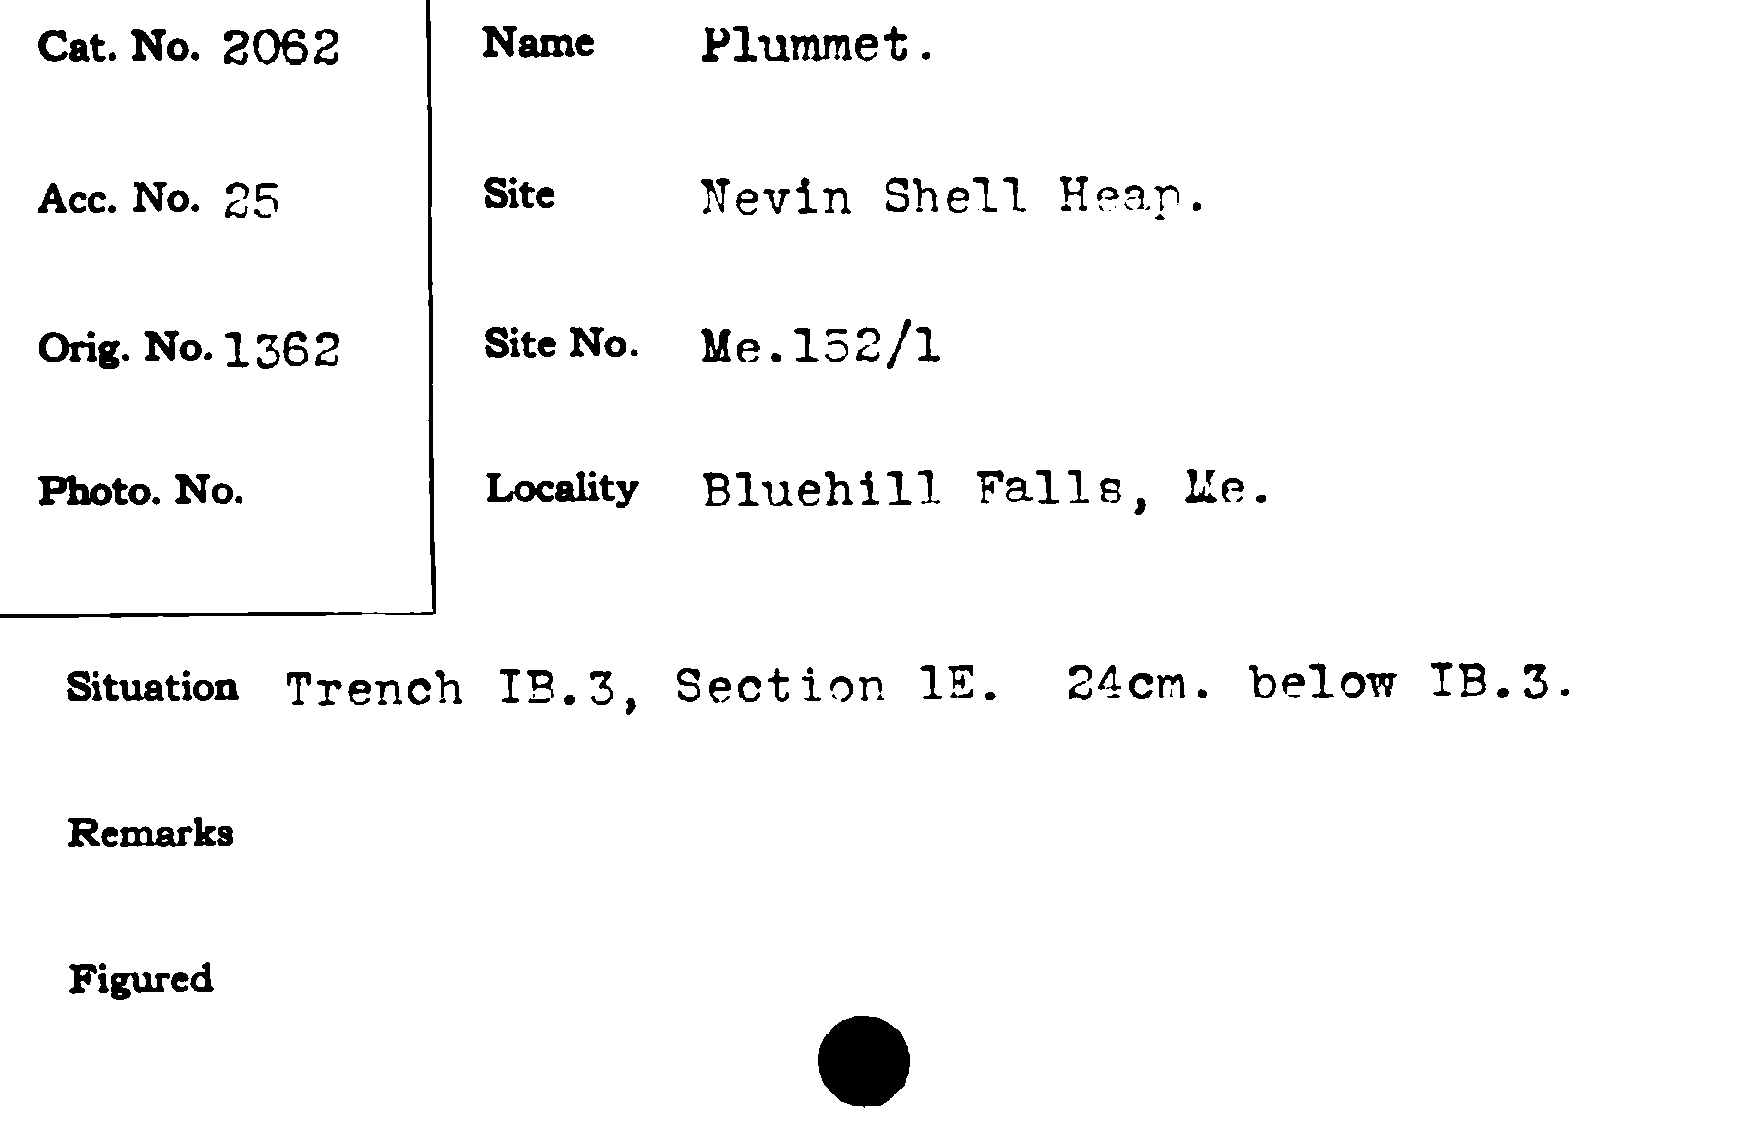 Cat. No. 2062
Name Plummet.
Acc. No. 25
Site Nevin Shell Heap.
Orig. No. 1362
Site No. Me.152/1
Photo. No.
Locality Bluehill Falls, Me.
Situation Trench IB.3, Section 1E. 24cm. below IB.3.
Remarks
Figured